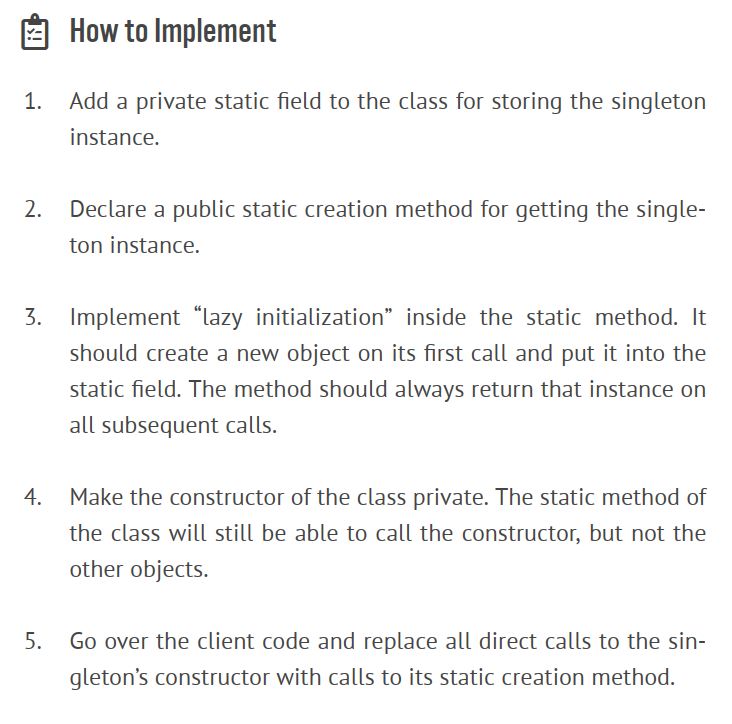 How to Implement
1. Add a private static field to the class for storing the singleton
instance.
2. Declare a public static creation method for getting the single-
ton instance.
3. Implement “lazy initialization” inside the static method. It
should create a new object on its first call and put it into the
static field. The method should always return that instance on
all subsequent calls.
4. Make the constructor of the class private. The static method of
the class will still be able to call the constructor, but not the
other objects.
5. Go over the client code and replace all direct calls to the sin-
gleton’s constructor with calls to its static creation method.